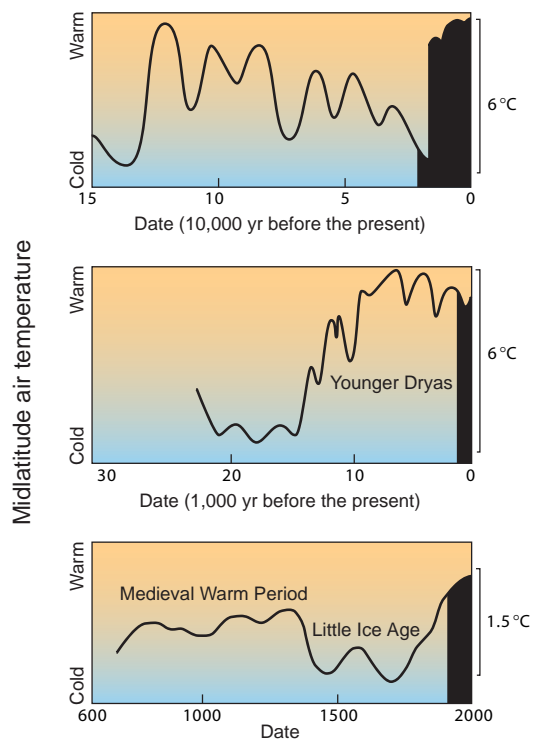 Midlatitude air temperature
Warm
Cold
6 °C
15 10 5 0
Date (10,000 yr before the present)
Warm
Cold
Younger Dryas
6 °C
30 20 10 0
Date (1,000 yr before the present)
Warm
Cold
Medieval Warm Period
Little Ice Age
1.5 °C
600 1000 1500 2000
Date